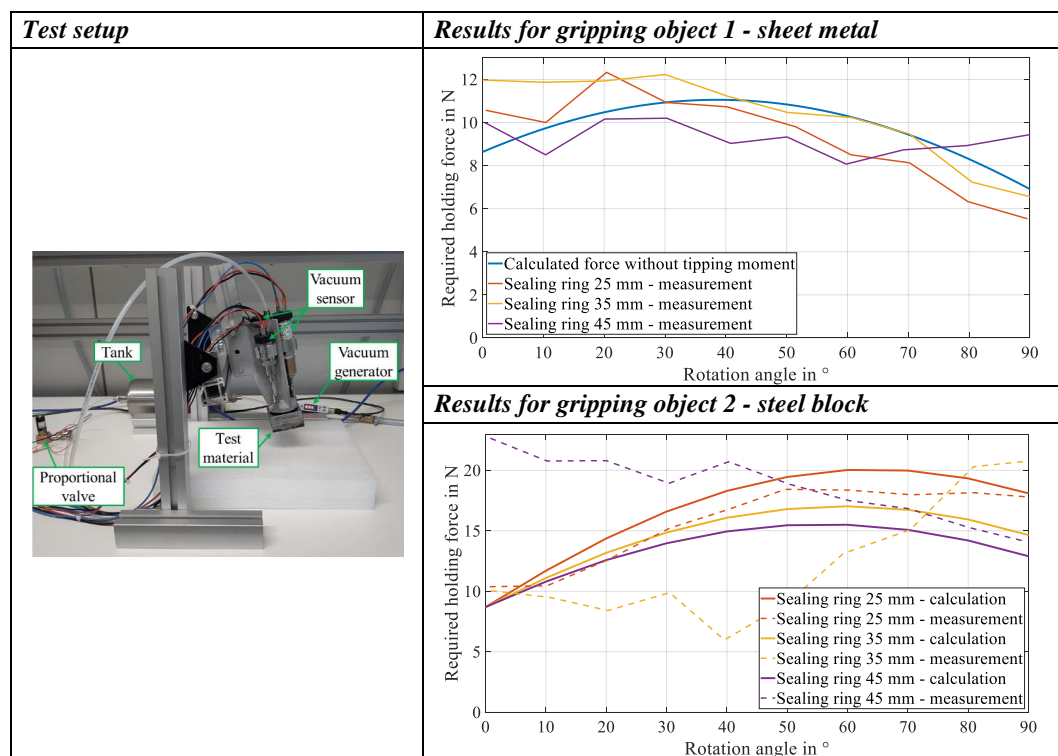 Test setup
Results for gripping object 1 - sheet metal
Vacuum
sensor
Tank
Vacuum
generator
Test
material
Proportional
valve
Required holding force in N
12
10
8
6
4
2
0
Calculated force without tipping moment
Sealing ring 25 mm - measurement
Sealing ring 35 mm - measurement
Sealing ring 45 mm - measurement
0 10 20 30 40 50 60 70 80 90
Rotation angle in °
Results for gripping object 2 - steel block
Required holding force in N
20
15
10
5
0
Sealing ring 25 mm - calculation
Sealing ring 25 mm - measurement
Sealing ring 35 mm - calculation
Sealing ring 35 mm - measurement
Sealing ring 45 mm - calculation
Sealing ring 45 mm - measurement
0 10 20 30 40 50 60 70 80 90
Rotation angle in °